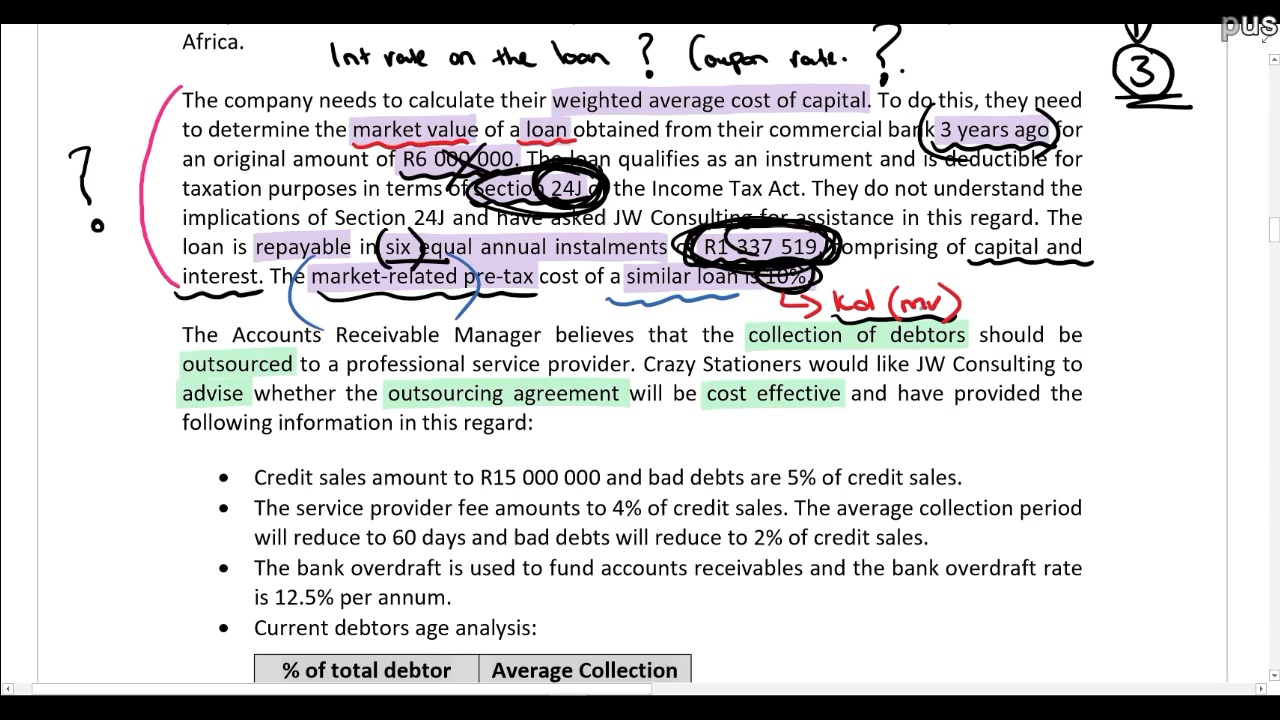 pus
Africa.
Int rate on the loan ? Coupon rate. ?
3
The company needs to calculate their weighted average cost of capital. To do this, they need
to determine the market value of a loan obtained from their commercial bank 3 years ago for
an original amount of R6 000 000. The loan qualifies as an instrument and is deductible for
?
taxation purposes in terms of Section 24J of the Income Tax Act. They do not understand the
implications of Section 24J and have asked JW Consulting for assistance in this regard. The
loan is repayable in six equal annual instalments of R1 337 519, comprising of capital and
interest. The market-related pre-tax cost of a similar loan is 10%.
Kd (mv)
The Accounts Receivable Manager believes that the collection of debtors should be
outsourced to a professional service provider. Crazy Stationers would like JW Consulting to
advise whether the outsourcing agreement will be cost effective and have provided the
following information in this regard:
• Credit sales amount to R15 000 000 and bad debts are 5% of credit sales.
• The service provider fee amounts to 4% of credit sales. The average collection period
will reduce to 60 days and bad debts will reduce to 2% of credit sales.
• The bank overdraft is used to fund accounts receivables and the bank overdraft rate
is 12.5% per annum.
• Current debtors age analysis:
% of total debtor Average Collection